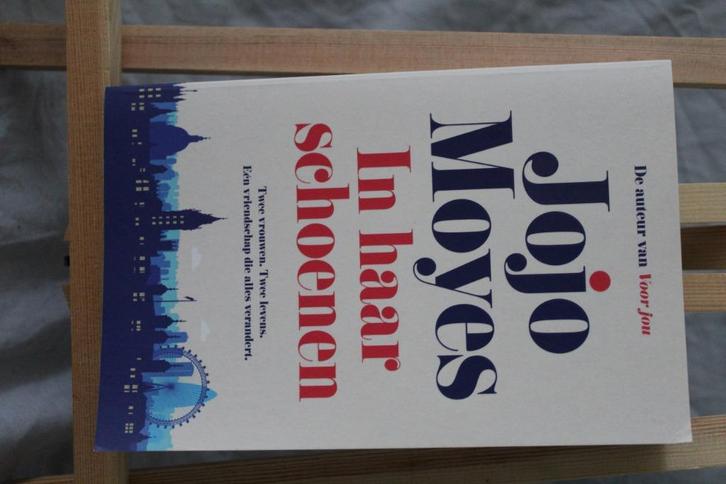 De auteur van Voor jou
Jojo
Moyes
In haar
schoenen
Twee vrouwen. Twee levens.
Eén vriendschap die alles verandert.